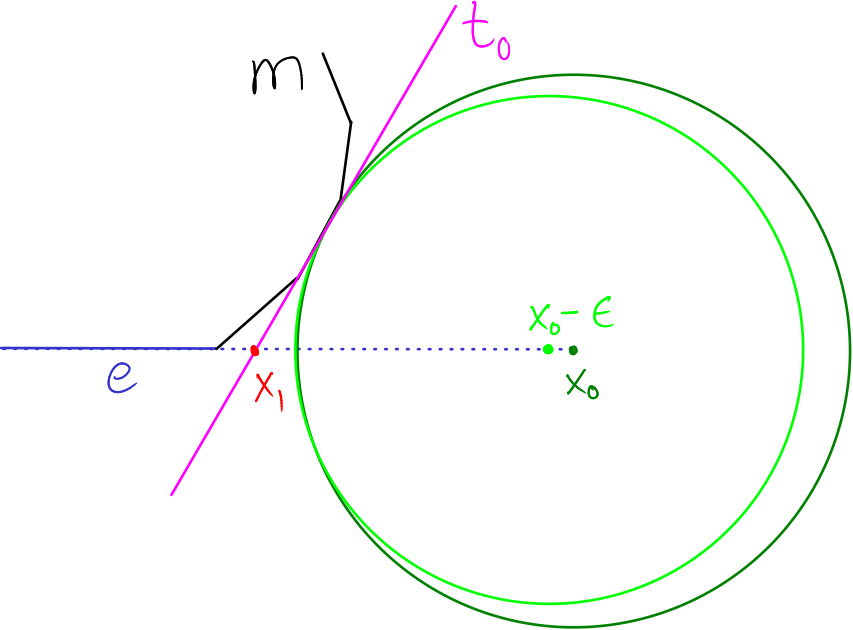 t₀
m
x₀ - ϵ
e
x₁
x₀